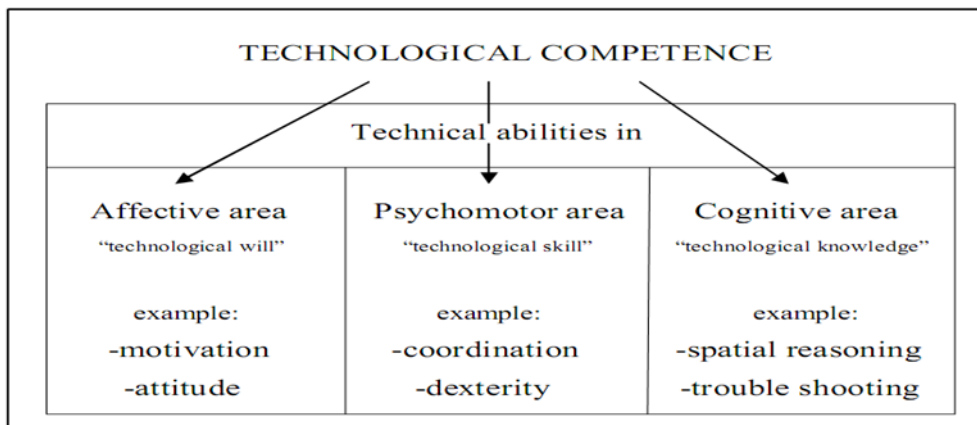 TECHNOLOGICAL COMPETENCE
Technical abilities in
Affective area
“technological will”
example:
-motivation
-attitude
Psychomotor area
“technological skill”
example:
-coordination
-dexterity
Cognitive area
“technological knowledge”
example:
-spatial reasoning
-trouble shooting